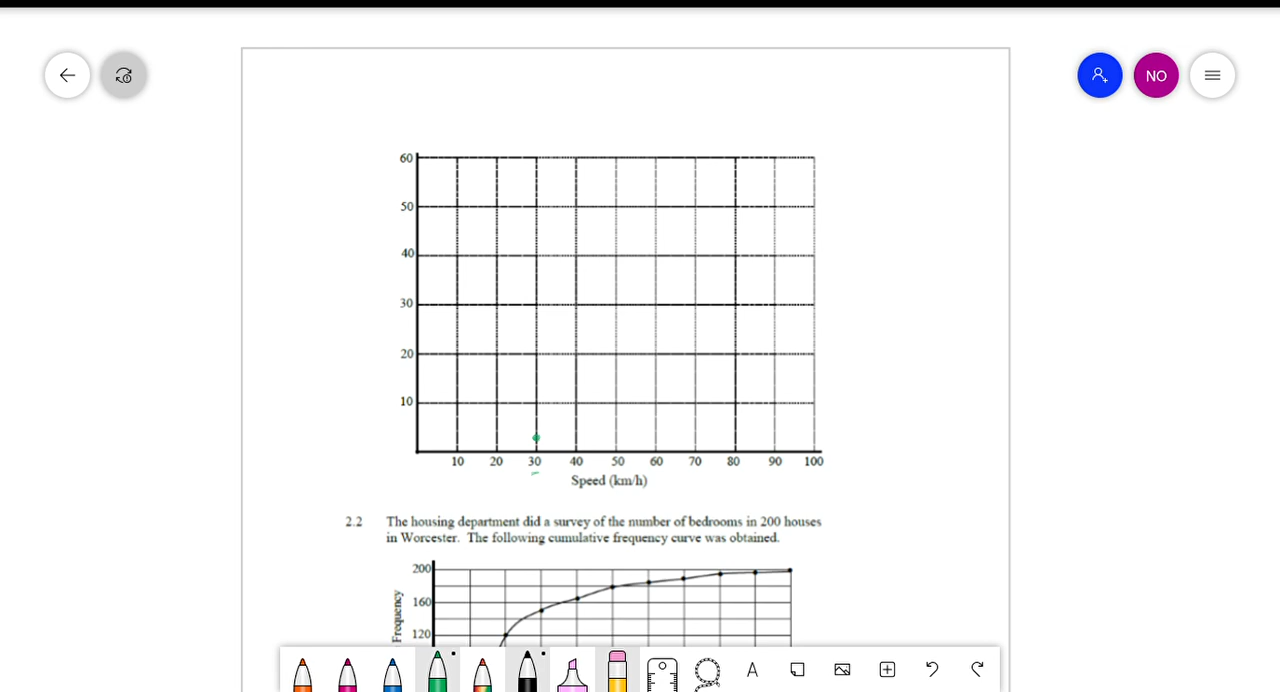 NO
60
50
40
30
20
10
10 20 30 40 50 60 70 80 90 100
Speed (km/h)
2.2 The housing department did a survey of the number of bedrooms in 200 houses
in Worcester. The following cumulative frequency curve was obtained.
200
160
120
Frequency
A